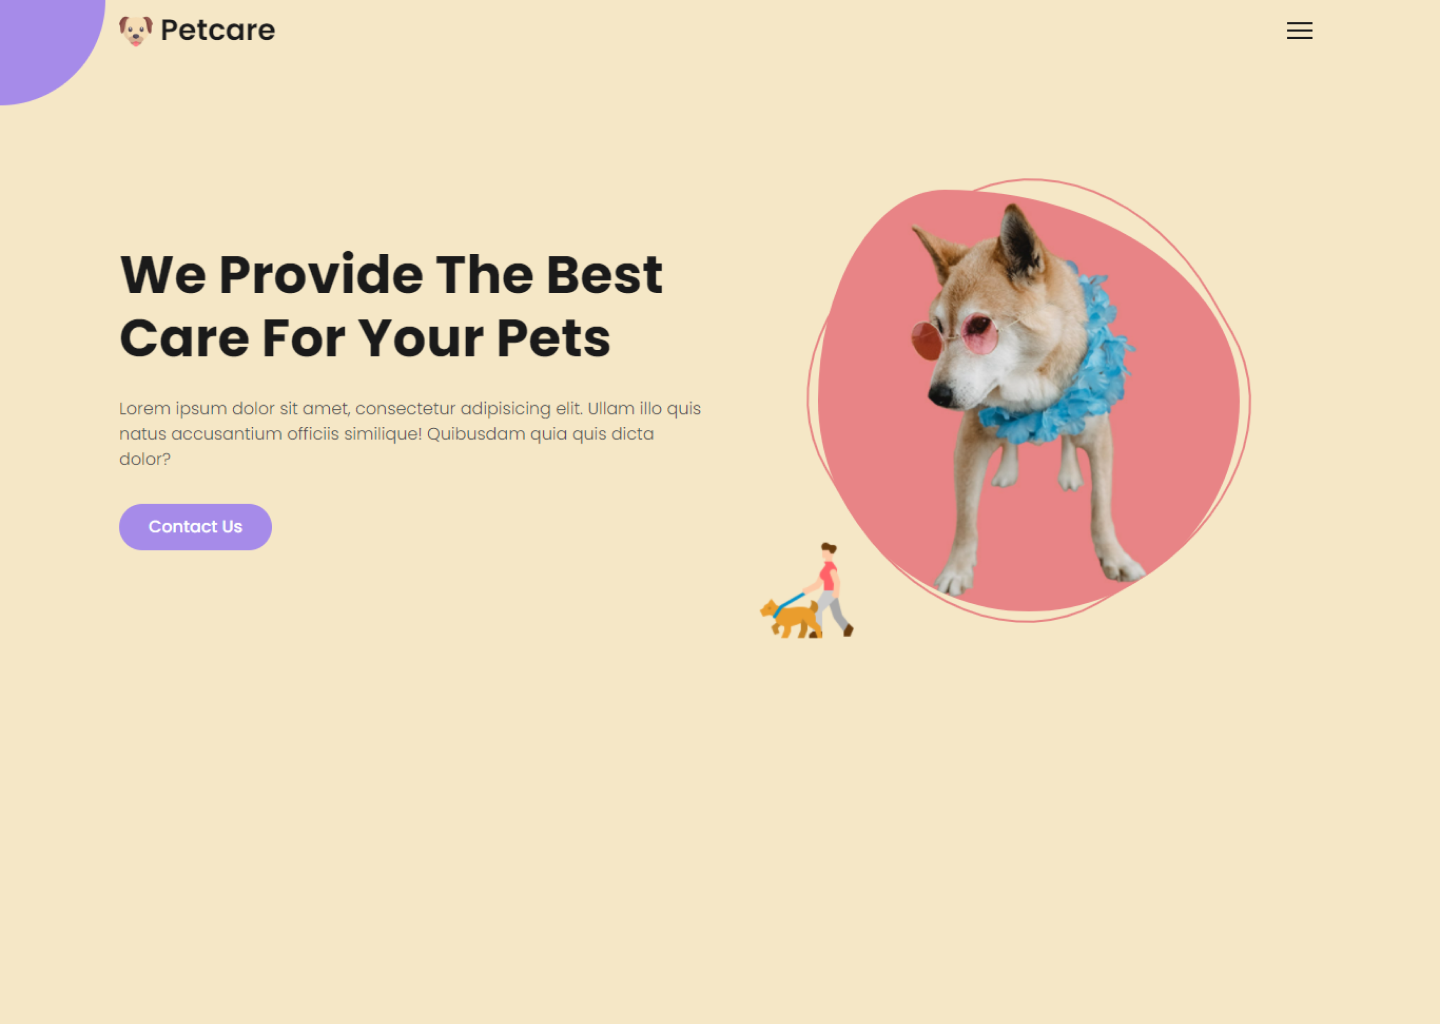 Petcare
We Provide The Best
Care For Your Pets
Lorem ipsum dolor sit amet, consectetur adipisicing elit. Ullam illo quis
natus accusantium officiis similique! Quibusdam quia quis dicta
dolor?
Contact Us